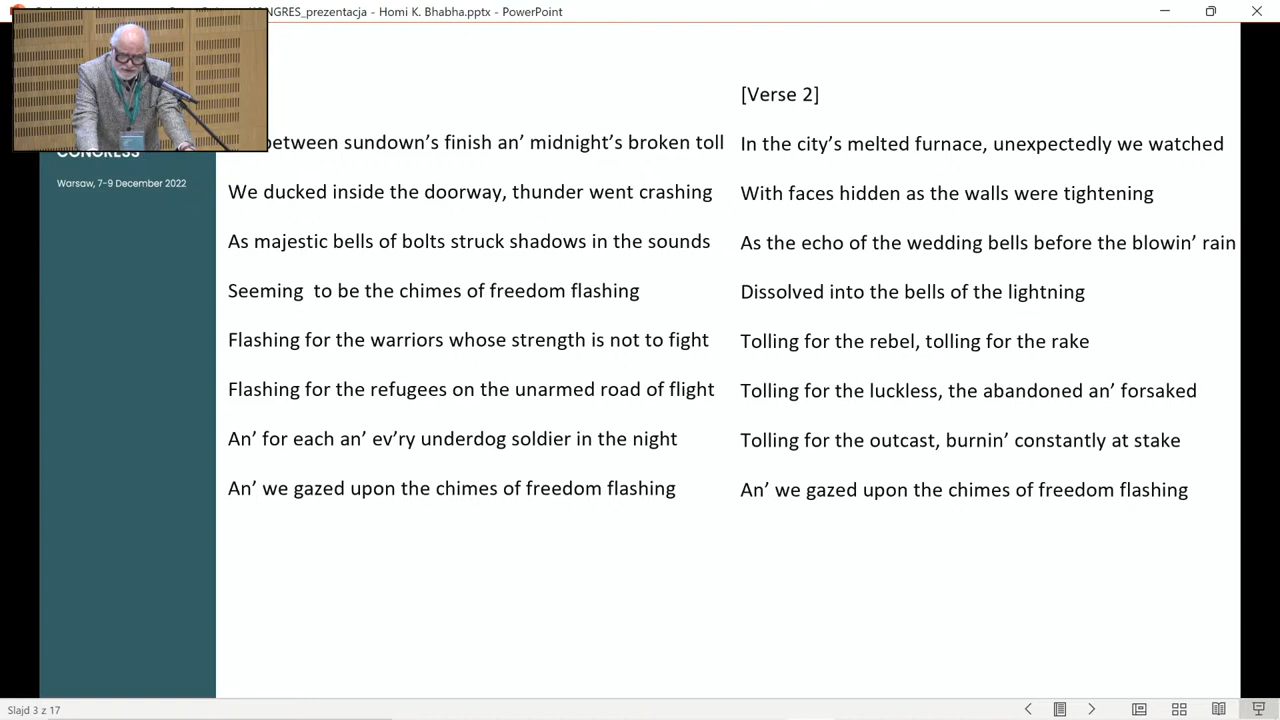 KONGRES_prezentacja - Homi K. Bhabha.pptx - PowerPoint
CONGRESS
Warsaw, 7-9 December 2022
between sundown’s finish an’ midnight’s broken toll
We ducked inside the doorway, thunder went crashing
As majestic bells of bolts struck shadows in the sounds
Seeming  to be the chimes of freedom flashing
Flashing for the warriors whose strength is not to fight
Flashing for the refugees on the unarmed road of flight
An’ for each an’ ev’ry underdog soldier in the night
An’ we gazed upon the chimes of freedom flashing
[Verse 2]
In the city’s melted furnace, unexpectedly we watched
With faces hidden as the walls were tightening
As the echo of the wedding bells before the blowin’ rain
Dissolved into the bells of the lightning
Tolling for the rebel, tolling for the rake
Tolling for the luckless, the abandoned an’ forsaked
Tolling for the outcast, burnin’ constantly at stake
An’ we gazed upon the chimes of freedom flashing
Slajd 3 z 17